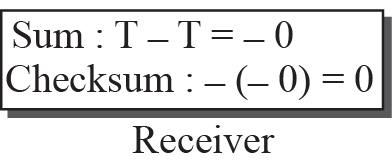 Sum : T – T = – 0
Checksum : – (– 0) = 0
Receiver